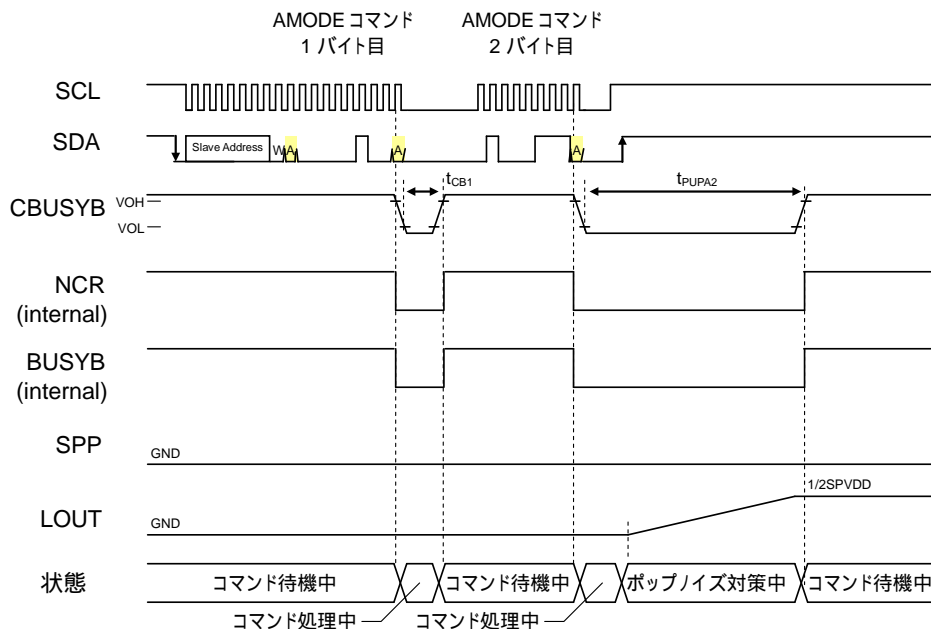 AMODE コマンド
1 バイト目
AMODE コマンド
2 バイト目
SCL
SDA
Slave Address
W
A
A
A
CBUSYB
VOH
VOL
tCB1
tPUPA2
NCR
(internal)
BUSYB
(internal)
SPP
GND
LOUT
GND
1/2SPVDD
状態
コマンド待機中
コマンド待機中
ポップノイズ対策中
コマンド待機中
コマンド処理中
コマンド処理中